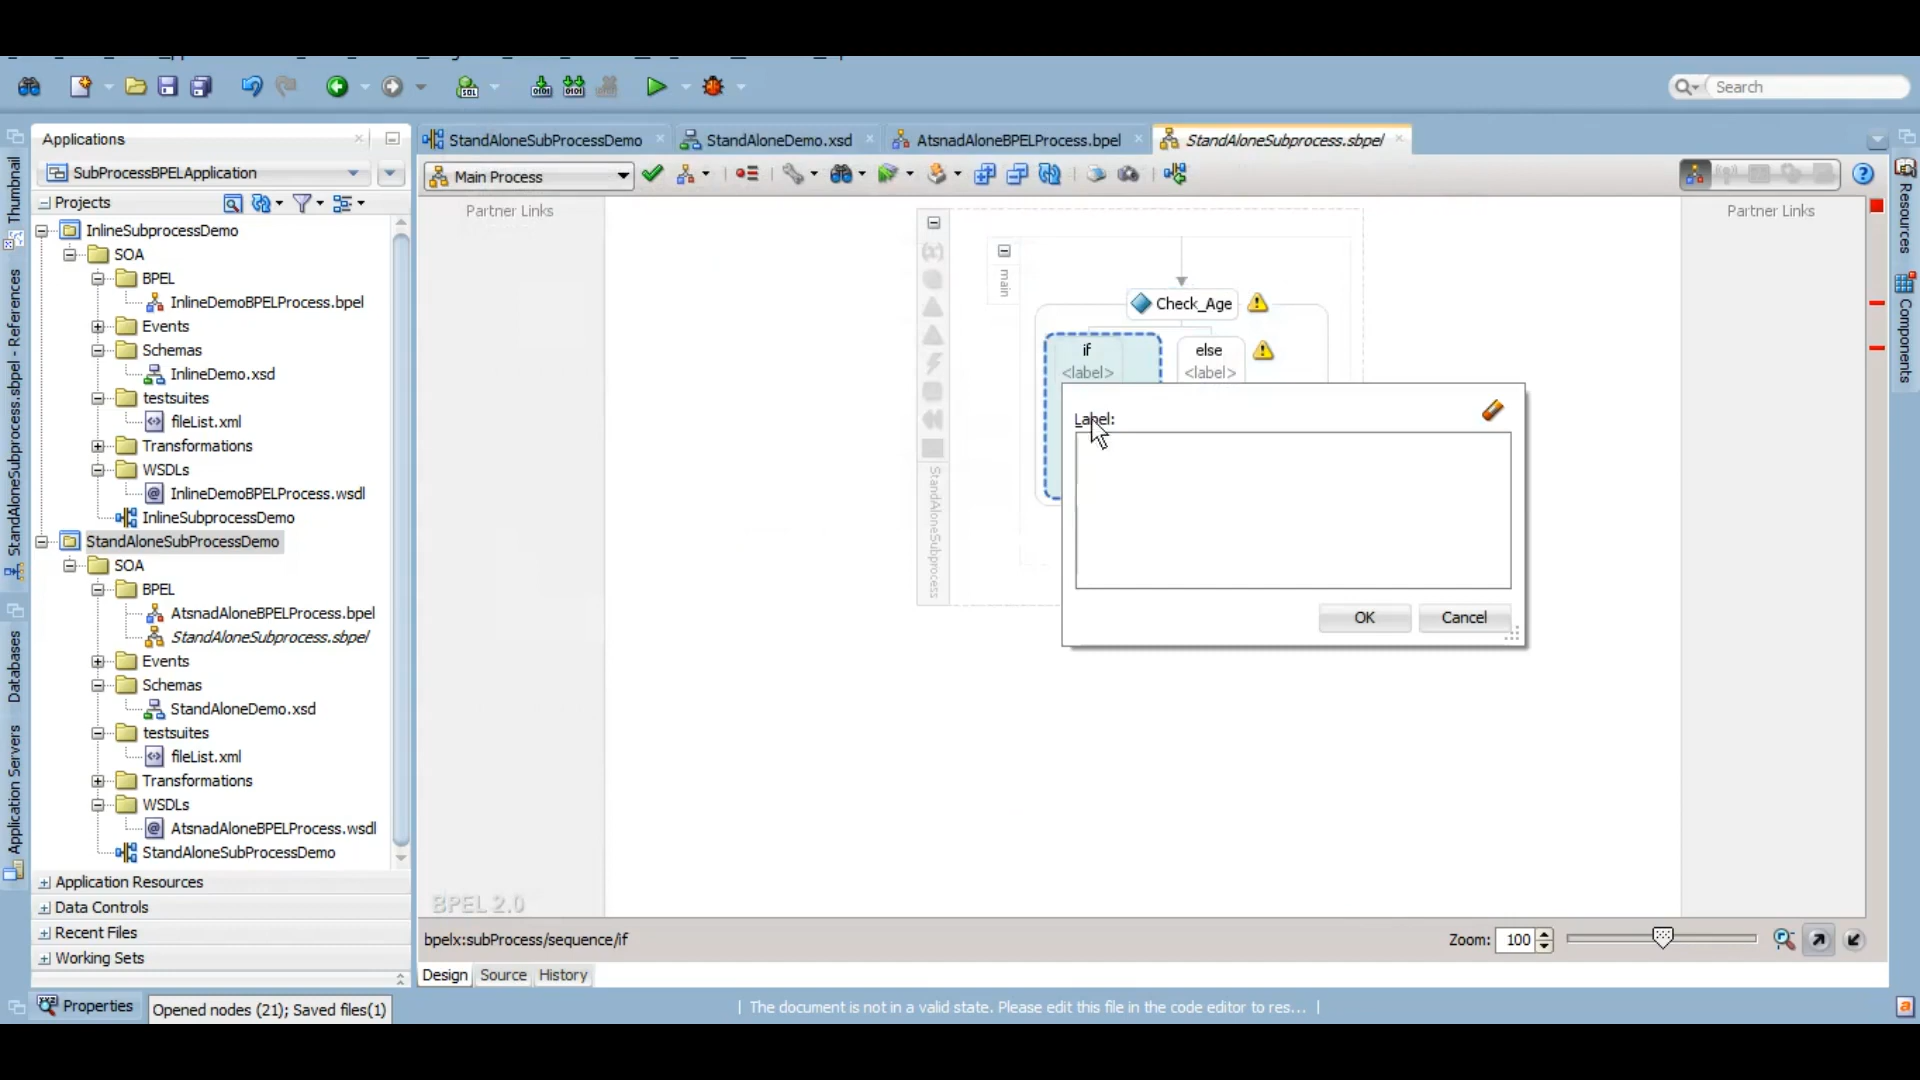 Search
Applications
StandAloneSubProcessDemo
StandAloneDemo.xsd
AtsnadAloneBPELProcess.bpel
StandAloneSubprocess.sbpel
SubProcessBPELApplication
Main Process
Projects
Partner Links
Partner Links
InlineSubprocessDemo
SOA
BPEL
InlineDemoBPELProcess.bpel
Events
Schemas
InlineDemo.xsd
testsuites
fileList.xml
Transformations
WSDLs
InlineDemoBPELProcess.wsdl
InlineSubprocessDemo
StandAloneSubProcessDemo
SOA
BPEL
AtsnadAloneBPELProcess.bpel
StandAloneSubprocess.sbpel
Events
Schemas
StandAloneDemo.xsd
testsuites
fileList.xml
Transformations
WSDLs
AtsnadAloneBPELProcess.wsdl
StandAloneSubProcessDemo
Application Resources
Data Controls
Recent Files
Working Sets
Thumbnail
StandAloneSubprocess.sbpel - References
Databases
Application Servers
main
Check_Age
if
<label>
else
<label>
StandAloneSubprocess
Label:
OK
Cancel
Resources
Components
BPEL 2.0
bpelx:subProcess/sequence/if
Zoom: 100
Design Source History
Properties
Opened nodes (21); Saved files(1)
| The document is not in a valid state. Please edit this file in the code editor to res... |